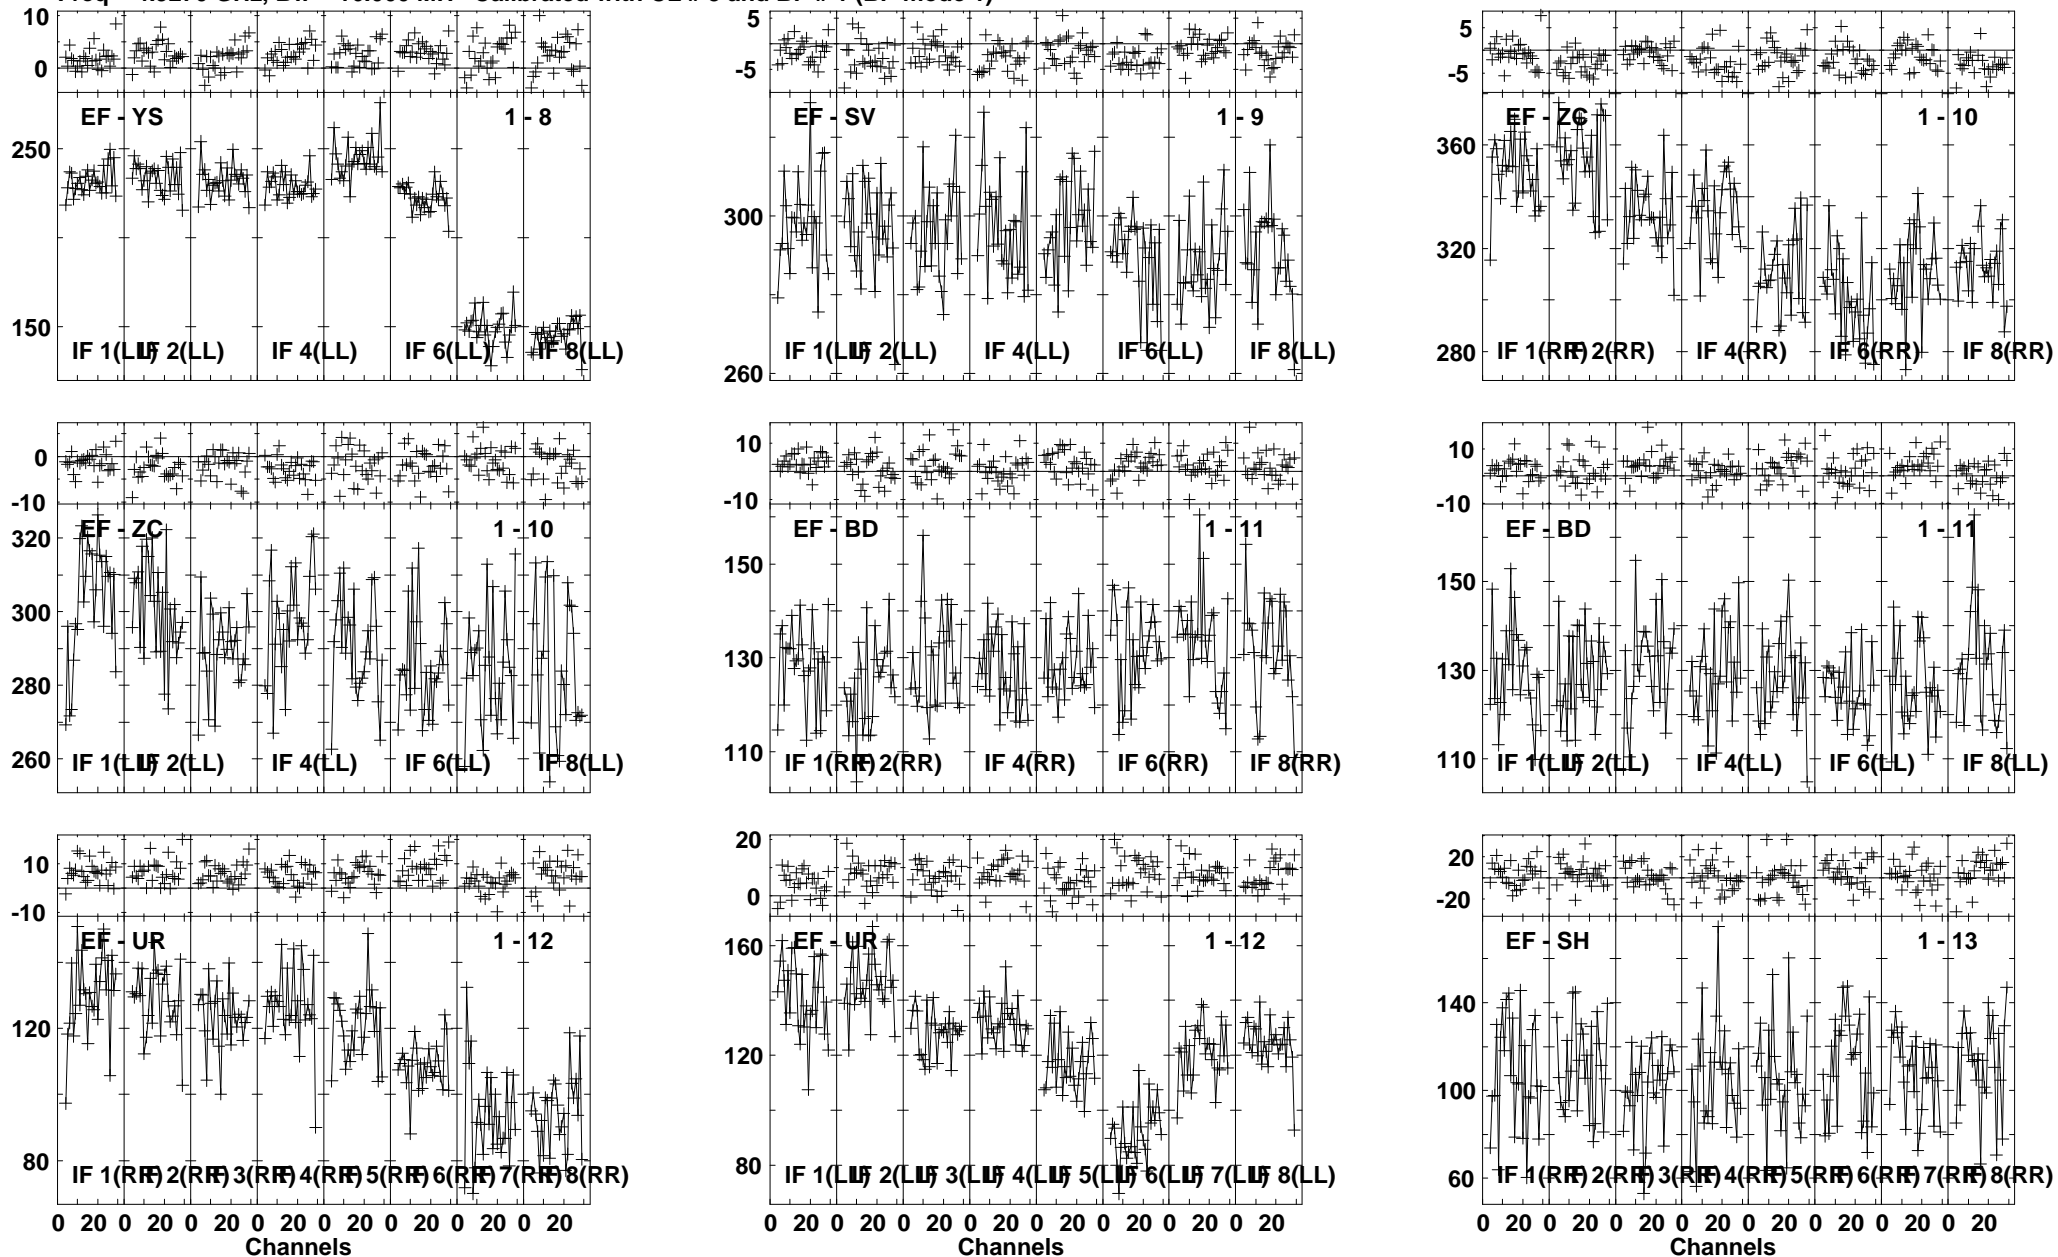 10
0
EF - YS 1 - 8
250
150
IF 1(LL) IF 2(LL) IF 4(LL) IF 6(LL) IF 8(LL)
5
-5
EF - SV 1 - 9
300
260
IF 1(LL) IF 2(LL) IF 4(LL) IF 6(LL) IF 8(LL)
5
-5
EF - ZC 1 - 10
360
320
280
IF 1(RR) IF 2(RR) IF 4(RR) IF 6(RR) IF 8(RR)
0
-10
EF - ZC 1 - 10
320
300
280
260
IF 1(LL) IF 2(LL) IF 4(LL) IF 6(LL) IF 8(LL)
10
-10
EF - BD 1 - 11
150
130
110
IF 1(RR) IF 2(RR) IF 4(RR) IF 6(RR) IF 8(RR)
10
-10
EF - BD 1 - 11
150
130
110
IF 1(LL) IF 2(LL) IF 4(LL) IF 6(LL) IF 8(LL)
10
-10
EF - UR 1 - 12
120
80
IF 1(RR) IF 2(RR) IF 3(RR) IF 4(RR) IF 5(RR) IF 6(RR) IF 7(RR) IF 8(RR)
0 20 0 20 0 20 0 20 0 20 0 20 0 20 0 20
Channels
20
0
EF - UR 1 - 12
160
120
80
IF 1(LL) IF 2(LL) IF 3(LL) IF 4(LL) IF 5(LL) IF 6(LL) IF 7(LL) IF 8(LL)
0 20 0 20 0 20 0 20 0 20 0 20 0 20 0 20
Channels
20
-20
EF - SH 1 - 13
140
100
60
IF 1(RR) IF 2(RR) IF 3(RR) IF 4(RR) IF 5(RR) IF 6(RR) IF 7(RR) IF 8(RR)
0 20 0 20 0 20 0 20 0 20 0 20 0 20 0 20
Channels